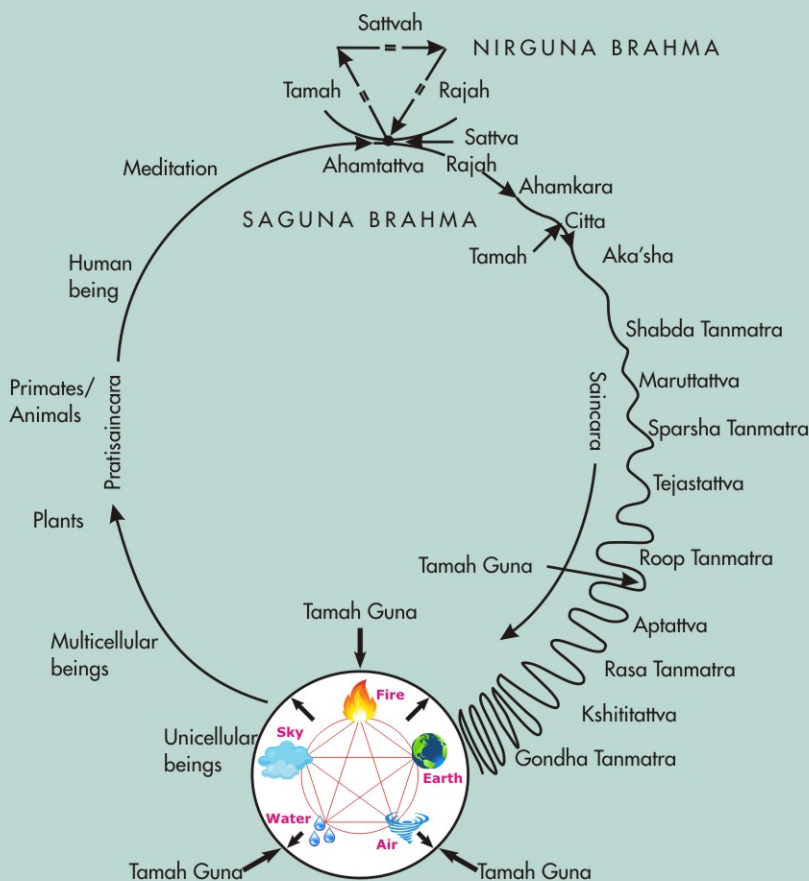 Sattvah
NIRGUNA BRAHMA
Tamah
Rajah
Sattva
Meditation
Ahamtattva
Rajah
Ahamkara
SAGUNA BRAHMA
Citta
Tamah
Aka'sha
Human
being
Shabda Tanmatra
Primates/
Animals
Pratisaincara
Saincara
Maruttattva
Sparsha Tanmatra
Tejastattva
Plants
Roop Tanmatra
Tamah Guna
Tamah Guna
Aptattva
Multicellular
beings
Rasa Tanmatra
Kshititattva
Unicellular
beings
Gondha Tanmatra
Fire
Sky
Earth
Water
Air
Tamah Guna
Tamah Guna